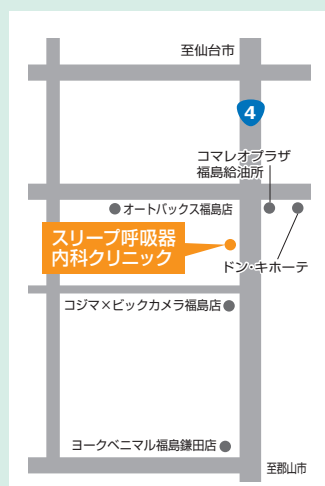 至仙台市
4
コマレオプラザ
福島給油所
オートバックス福島店
スリープ呼吸器
内科クリニック
ドン・キホーテ
コジマ×ビックカメラ福島店
ヨークベニマル福島鎌田店
至郡山市